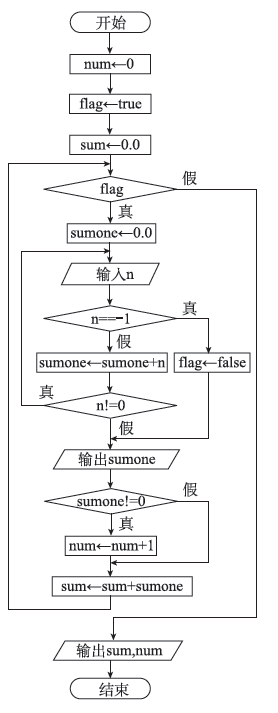 开始
num←0
flag←true
sum←0.0
flag
假
真
sumone←0.0
输入n
n==−1
真
假
sumone←sumone+n
flag←false
真
n!=0
假
输出sumone
sumone!=0
假
真
num←num+1
sum←sum+sumone
输出sum,num
结束